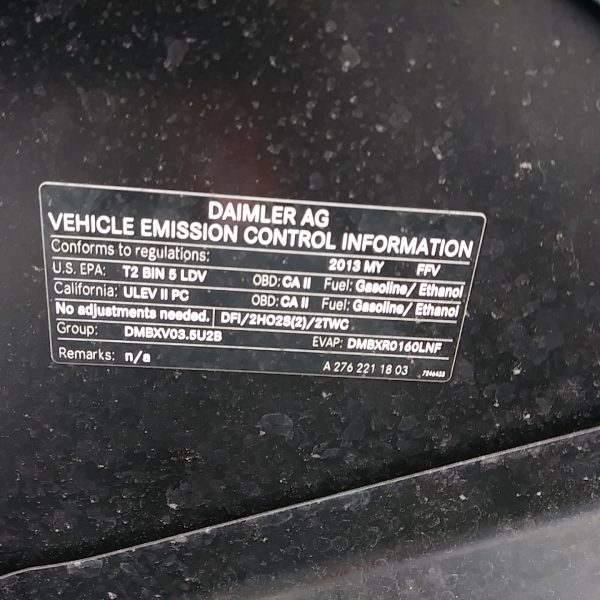 DAIMLER AG
VEHICLE EMISSION CONTROL INFORMATION
Conforms to regulations: 2013 MY FFV
U.S. EPA: T2 BIN 5 LDV OBD: CA II Fuel: Gasoline/ Ethanol
California: ULEV II PC OBD: CA II Fuel: Gasoline/ Ethanol
No adjustments needed. DFI/2HO2S(2)/2TWC
Group: DMBXV03.5U2B EVAP: DMBXR0160LNF
Remarks: n/a A 276 221 18 03